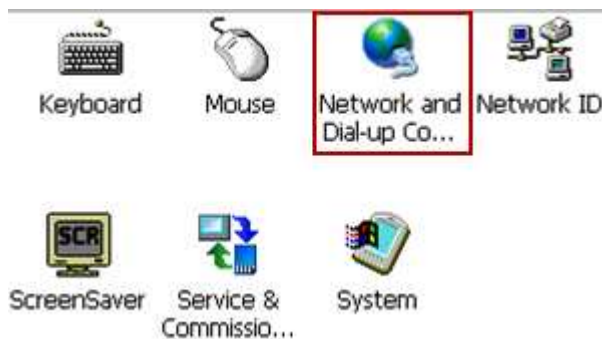 Keyboard
Mouse
Network and
Dial-up Co...
Network ID
SCR
ScreenSaver
Service &
Commissio...
System